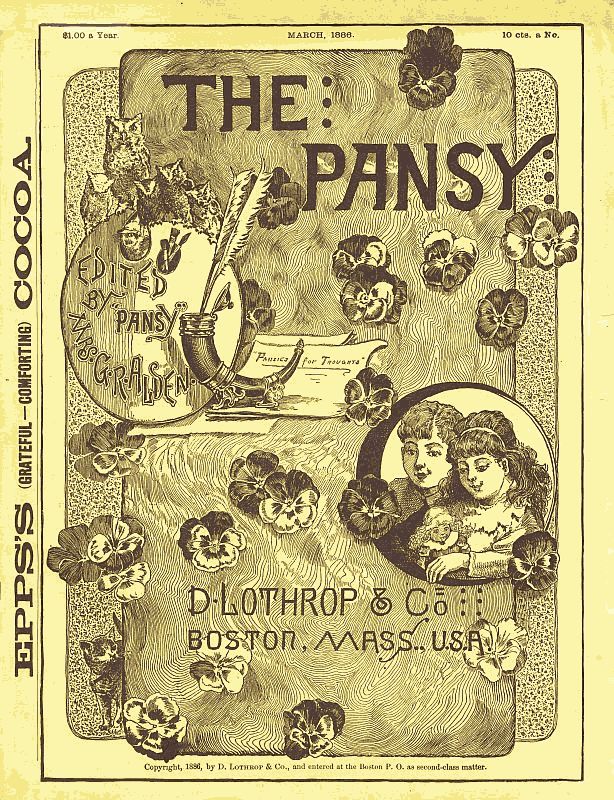 $1.00 a Year.
MARCH, 1886.
10 cts. a No.
THE
PANSY
EDITED
BY "PANSY"
MRS G.R. ALDEN.
"PANSIES FOR THOUGHTS"
D. LOTHROP & Co
BOSTON, MASS., U.S.A.
Copyright, 1886, by D. LOTHROP & Co., and entered at the Boston P. O. as second-class matter.
EPPS'S (GRATEFUL—COMFORTING) COCOA